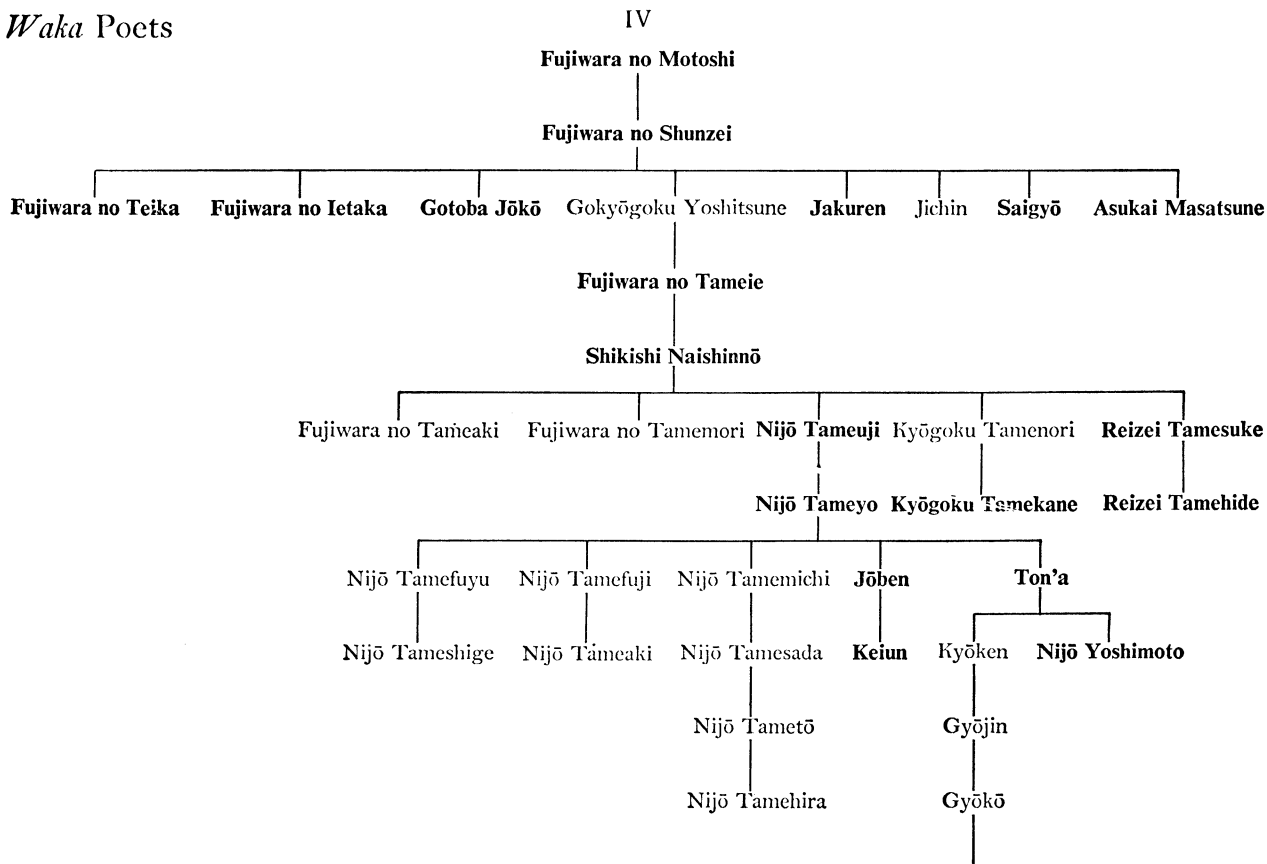 Waka Poets
IV
Fujiwara no Motoshi
Fujiwara no Shunzei
Fujiwara no Teika Fujiwara no Ietaka Gotoba Jōkō Gokyōgoku Yoshitsune Jakuren Jichin Saigyō Asukai Masatsune
Fujiwara no Tameie
Shikishi Naishinnō
Fujiwara no Tameaki Fujiwara no Tamemori Nijō Tameuji Kyōgoku Tamenori Reizei Tamesuke
Nijō Tameyo Kyōgoku Tamekane Reizei Tamehide
Nijō Tamefuyu Nijō Tamefuji Nijō Tamemichi Jōben Ton'a
Nijō Tameshige Nijō Tameaki Nijō Tamesada Keiun Kyōken Nijō Yoshimoto
Nijō Tametō Gyōjin
Nijō Tamehira Gyōkō